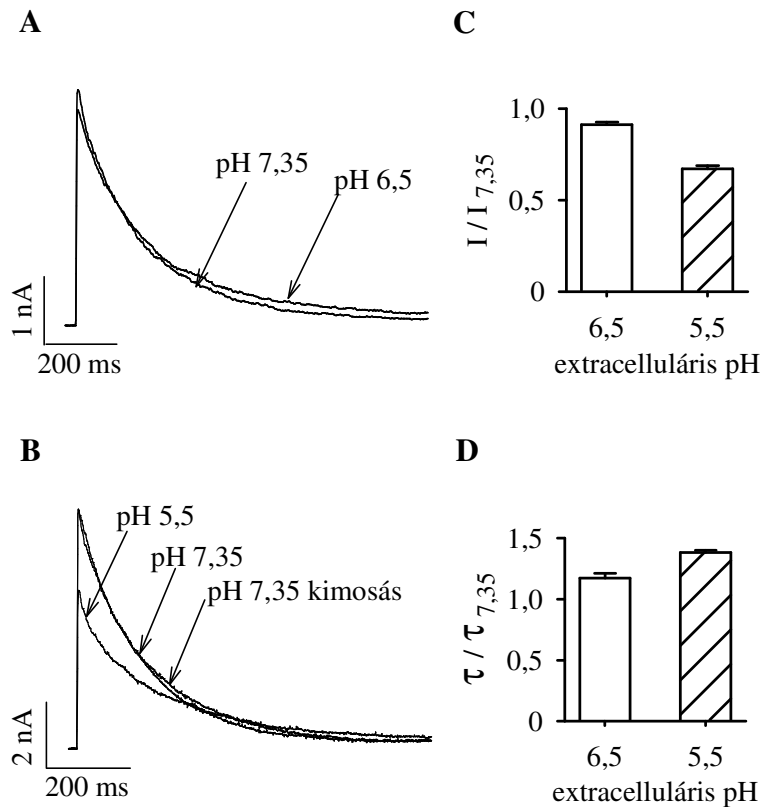 A
pH 7,35
pH 6,5
1 nA
200 ms
C
I / I 7,35
1,0
0,5
0
6,5
5,5
extracelluláris pH
B
pH 5,5
pH 7,35
pH 7,35 kimosás
2 nA
200 ms
D
τ / τ 7,35
1,5
1,0
0,5
0
6,5
5,5
extracelluláris pH